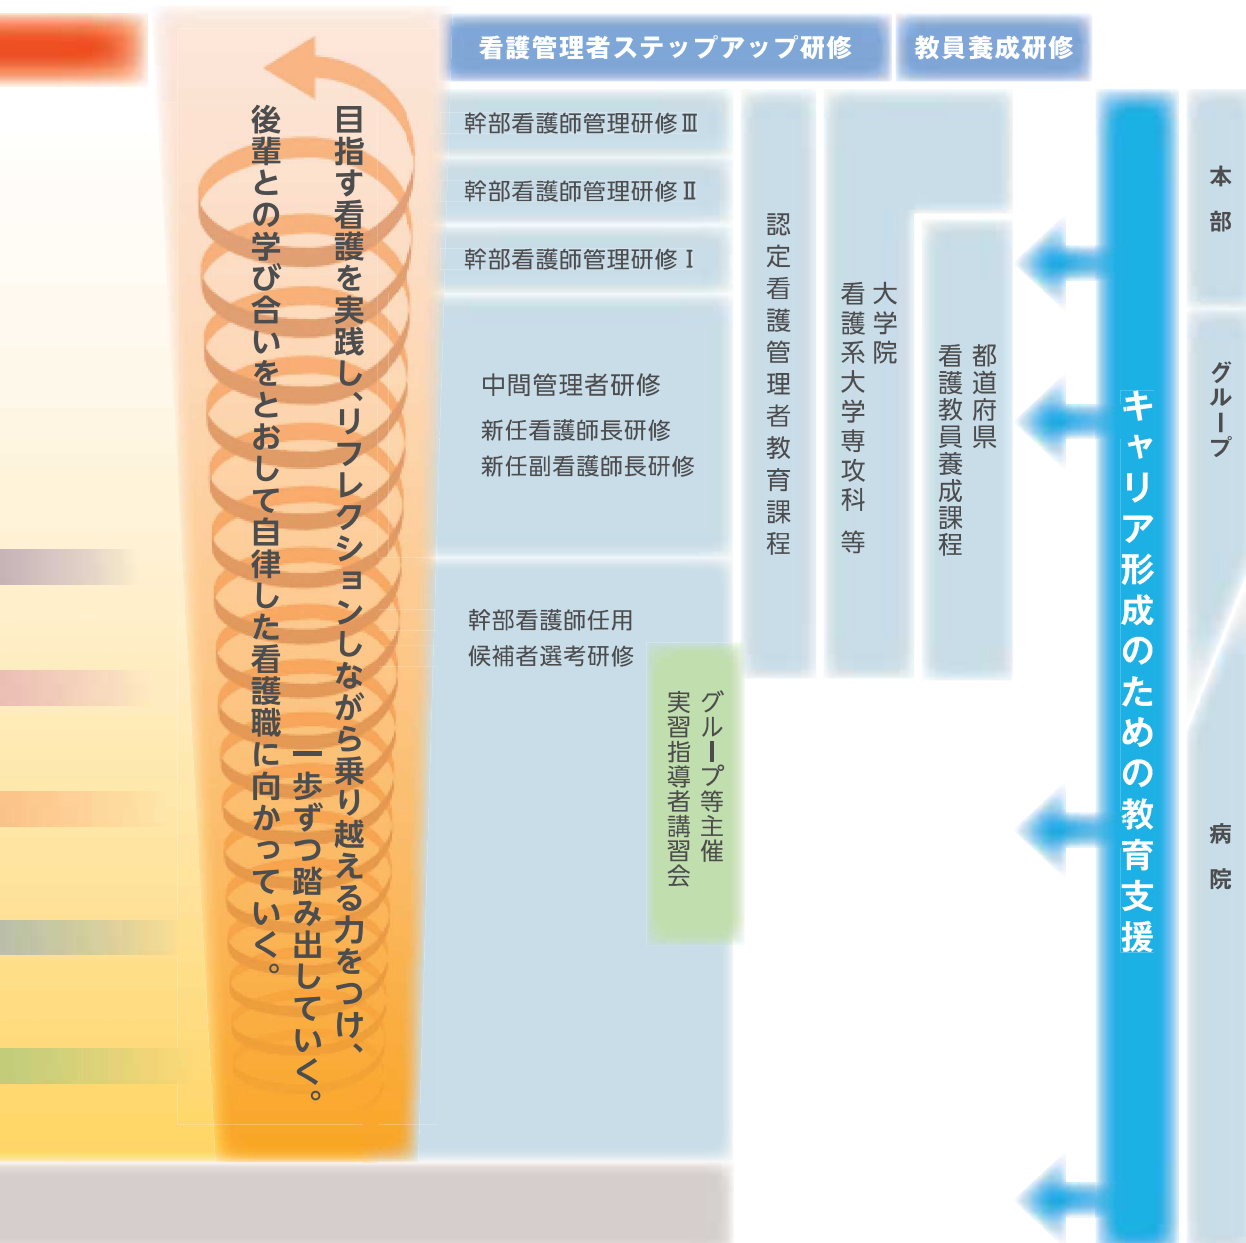 看護管理者ステップアップ研修
教員養成研修
目指す看護を実践し、リフレクションしながら乗り越える力をつけ、
一歩ずつ踏み出していく。
後輩との学び合いをとおして自律した看護職に向かっていく。
幹部看護師管理研修Ⅲ
幹部看護師管理研修Ⅱ
幹部看護師管理研修Ⅰ
中間管理者研修
新任看護師長研修
新任副看護師長研修
幹部看護師任用
候補者選考研修
グループ等主催
実習指導者講習会
認定看護管理者教育課程
大学院
看護系大学専攻科 等
都道府県
看護教員養成課程
キャリア形成のための教育支援
本部
グループ
病院